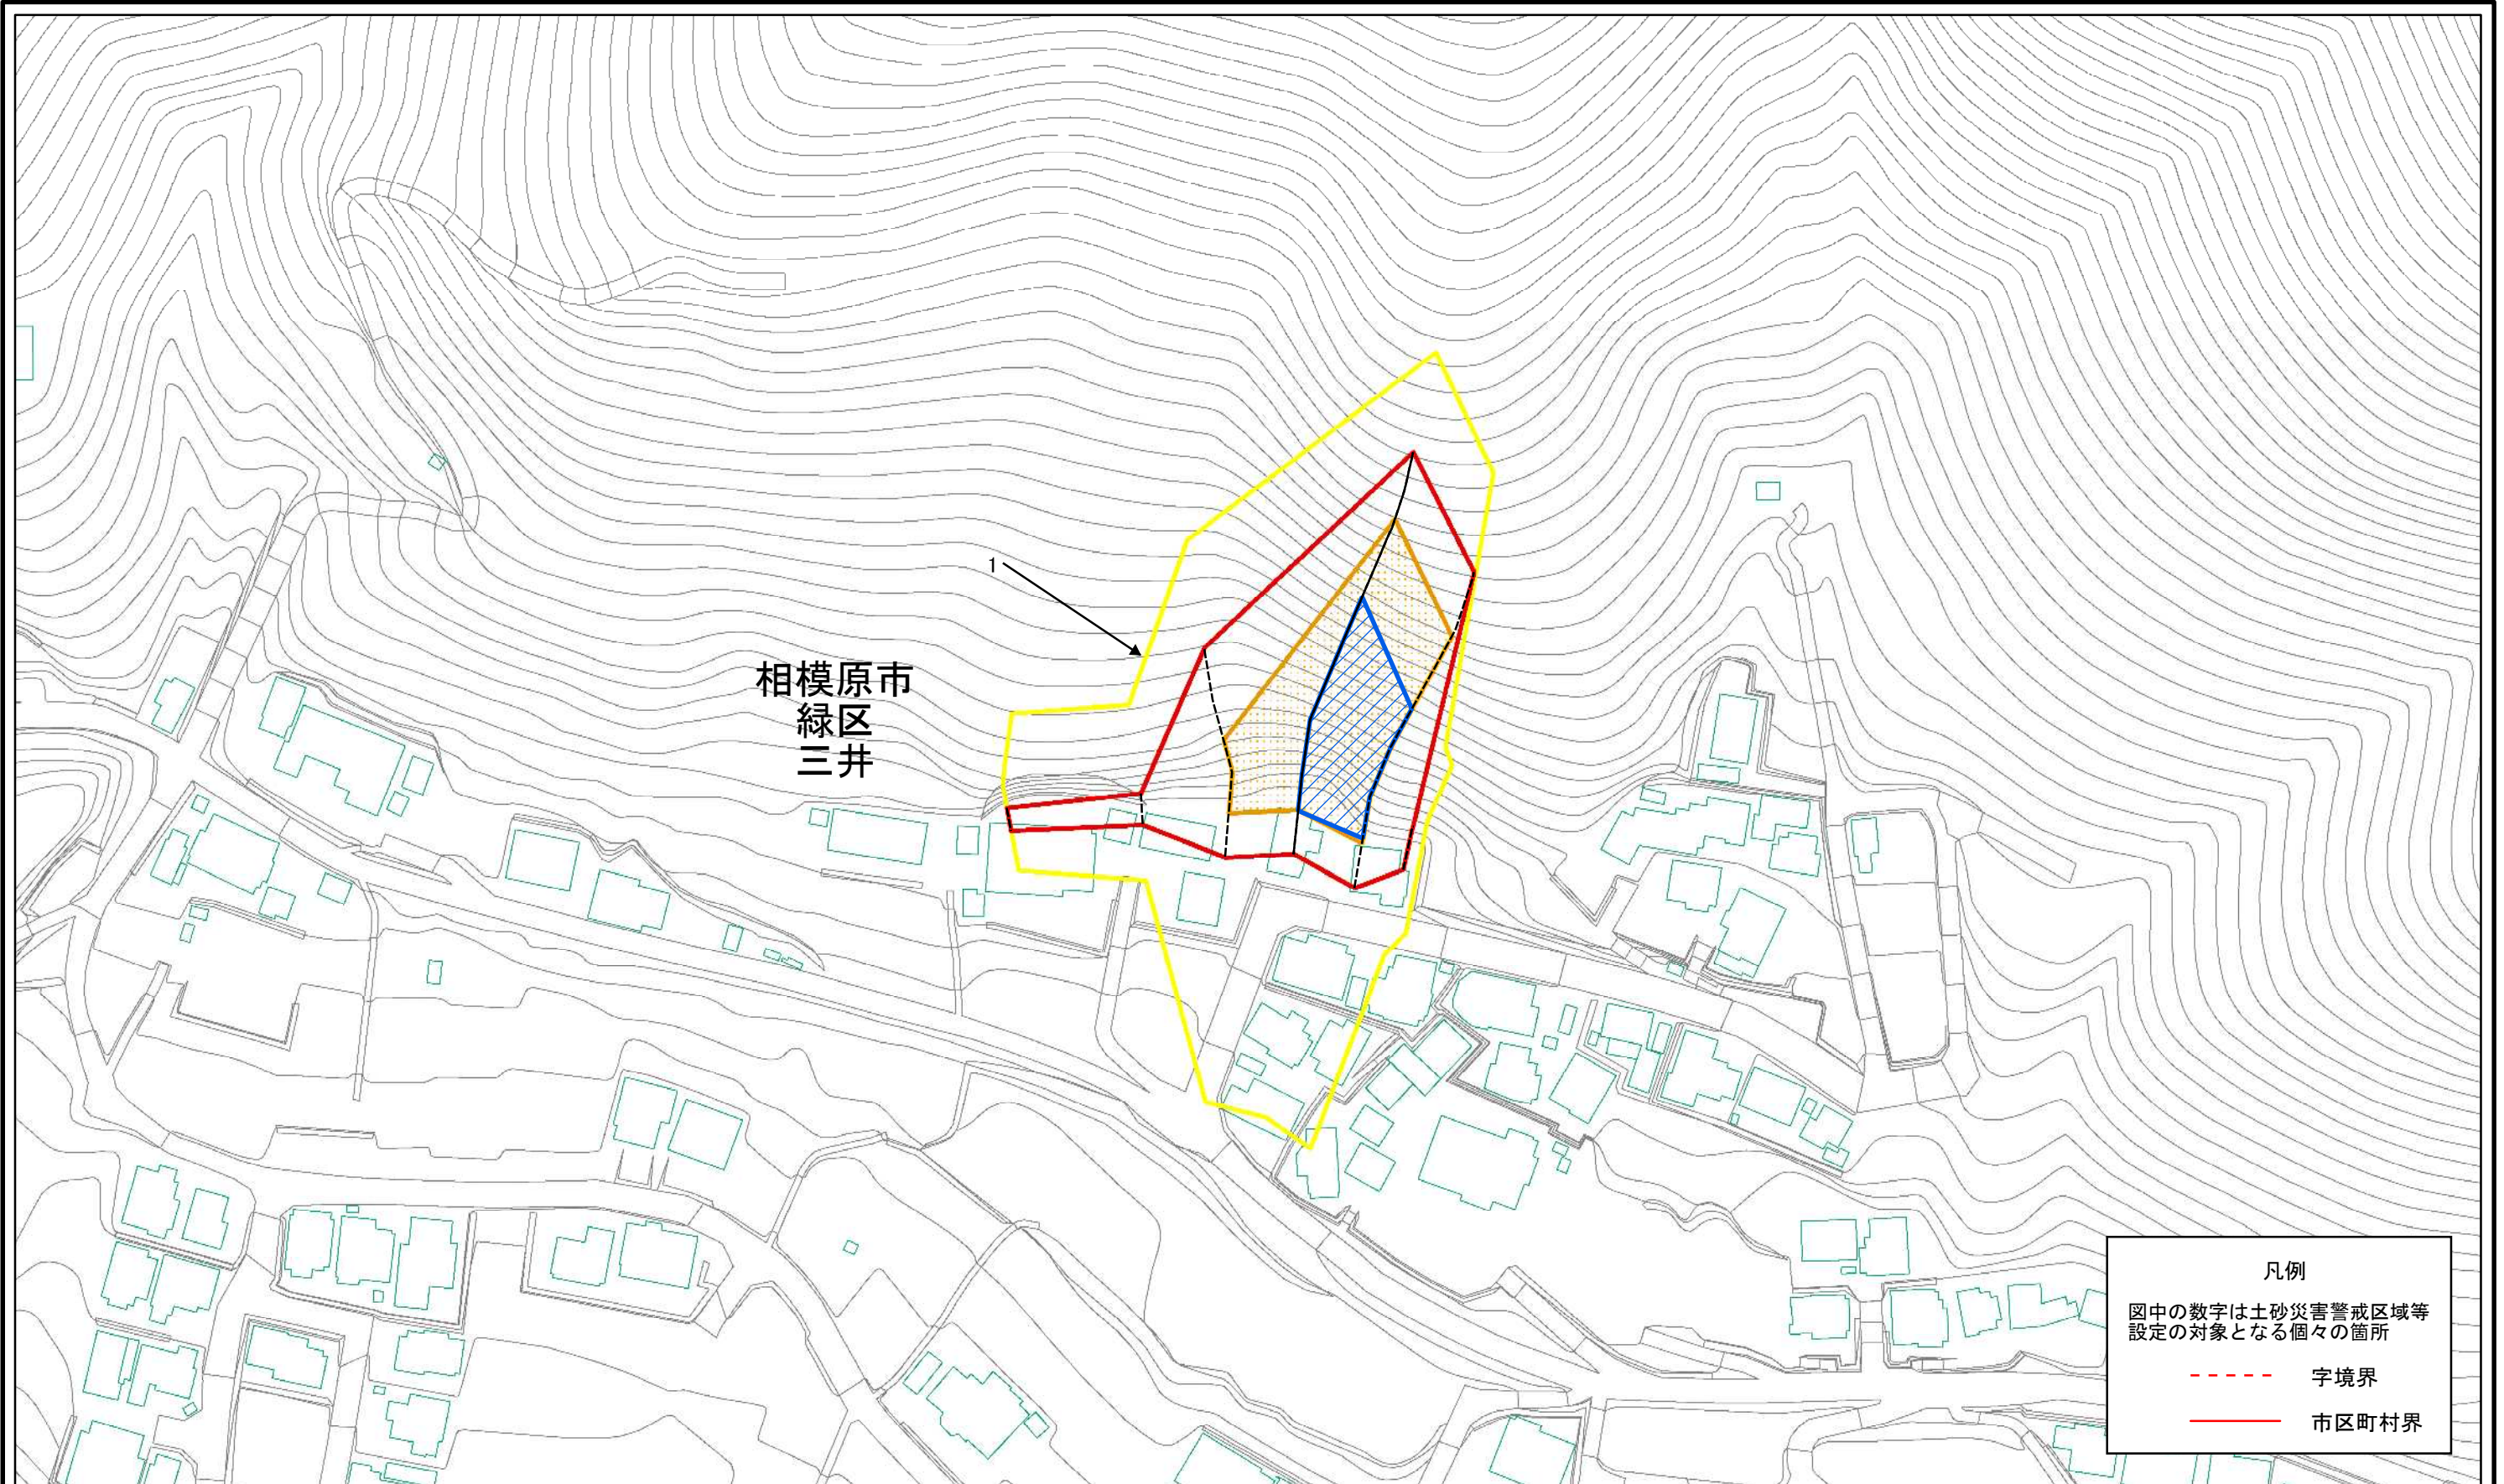 1
相模原市
緑区
三井
凡例
図中の数字は土砂災害警戒区域等
設定の対象となる個々の箇所
字境界
市区町村界